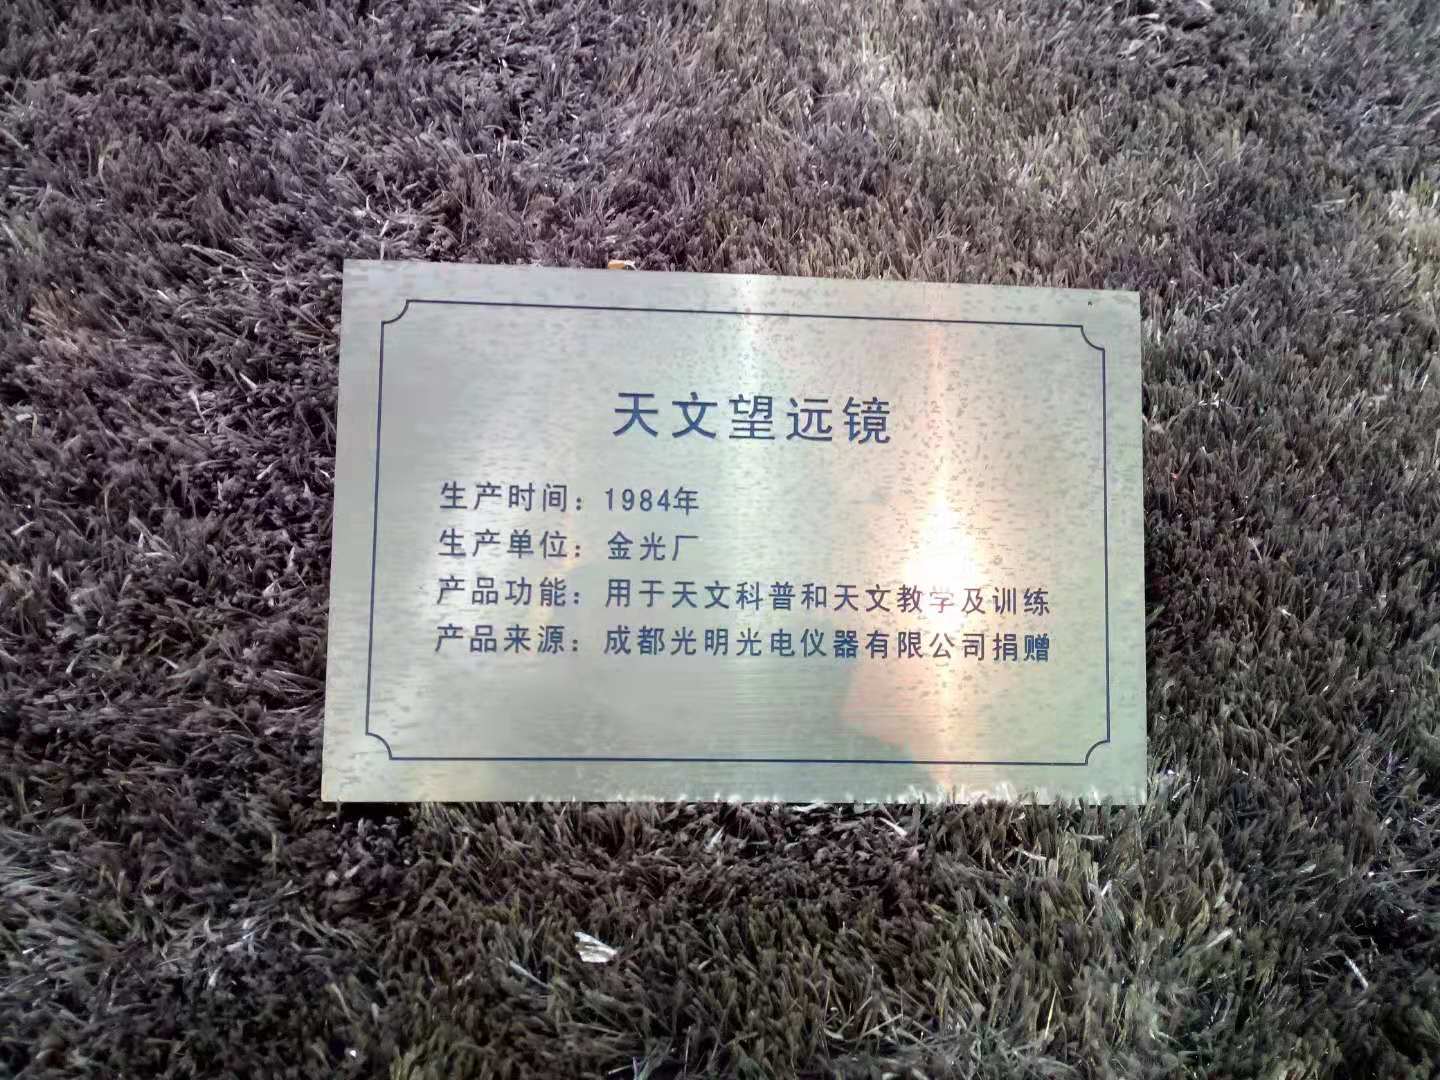 天文望远镜
生产时间：1984年
生产单位：金光厂
产品功能：用于天文科普和天文教学及训练
产品来源：成都光明光电仪器有限公司捐赠